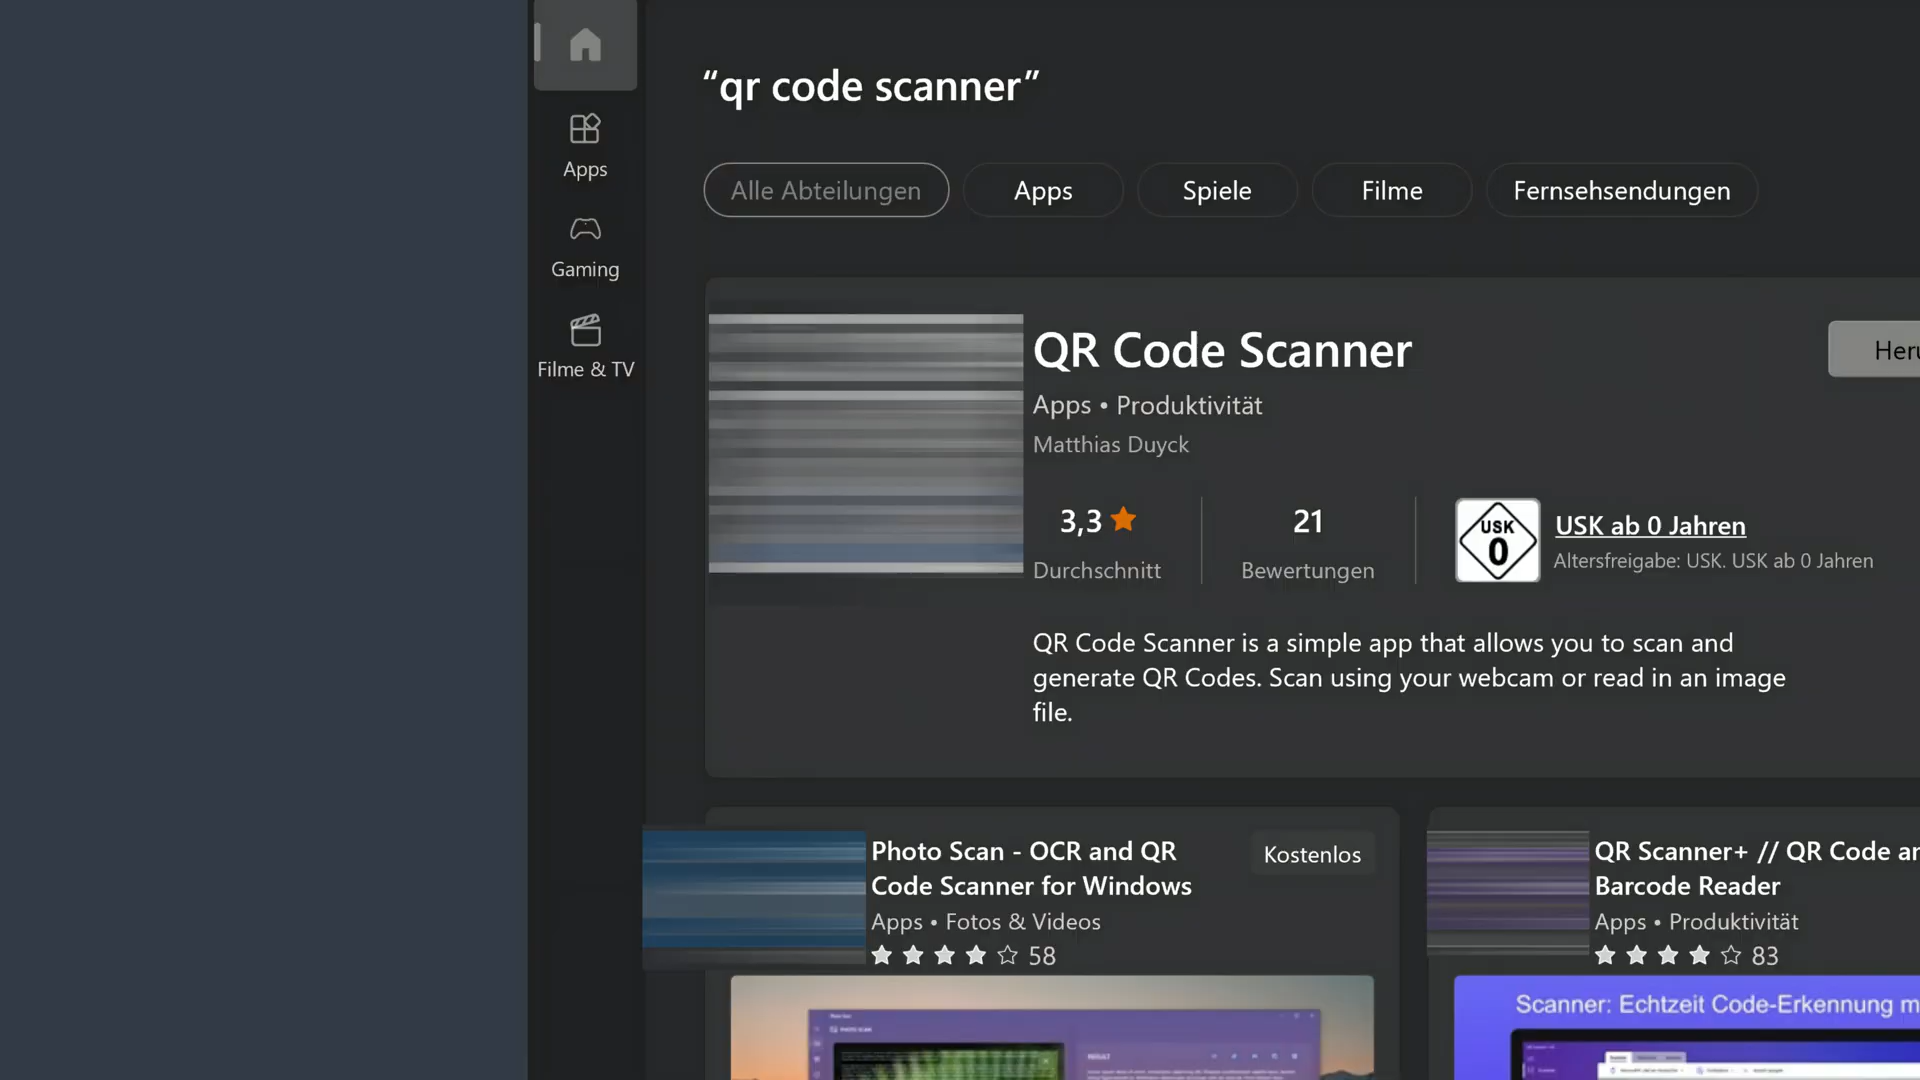 “qr code scanner”
Apps
Gaming
Filme & TV
Alle Abteilungen
Apps
Spiele
Filme
Fernsehsendungen
QR Code Scanner
Heru
Apps • Produktivität
Matthias Duyck
3,3
Durchschnitt
21
Bewertungen
USK
0
USK ab 0 Jahren
Altersfreigabe: USK. USK ab 0 Jahren
QR Code Scanner is a simple app that allows you to scan and
generate QR Codes. Scan using your webcam or read in an image
file.
Photo Scan - OCR and QR
Code Scanner for Windows
Kostenlos
Apps • Fotos & Videos
58
QR Scanner+ // QR Code an
Barcode Reader
Apps • Produktivität
83
PHOTO SCAN
RESULT
Scanner: Echtzeit Code-Erkennung m